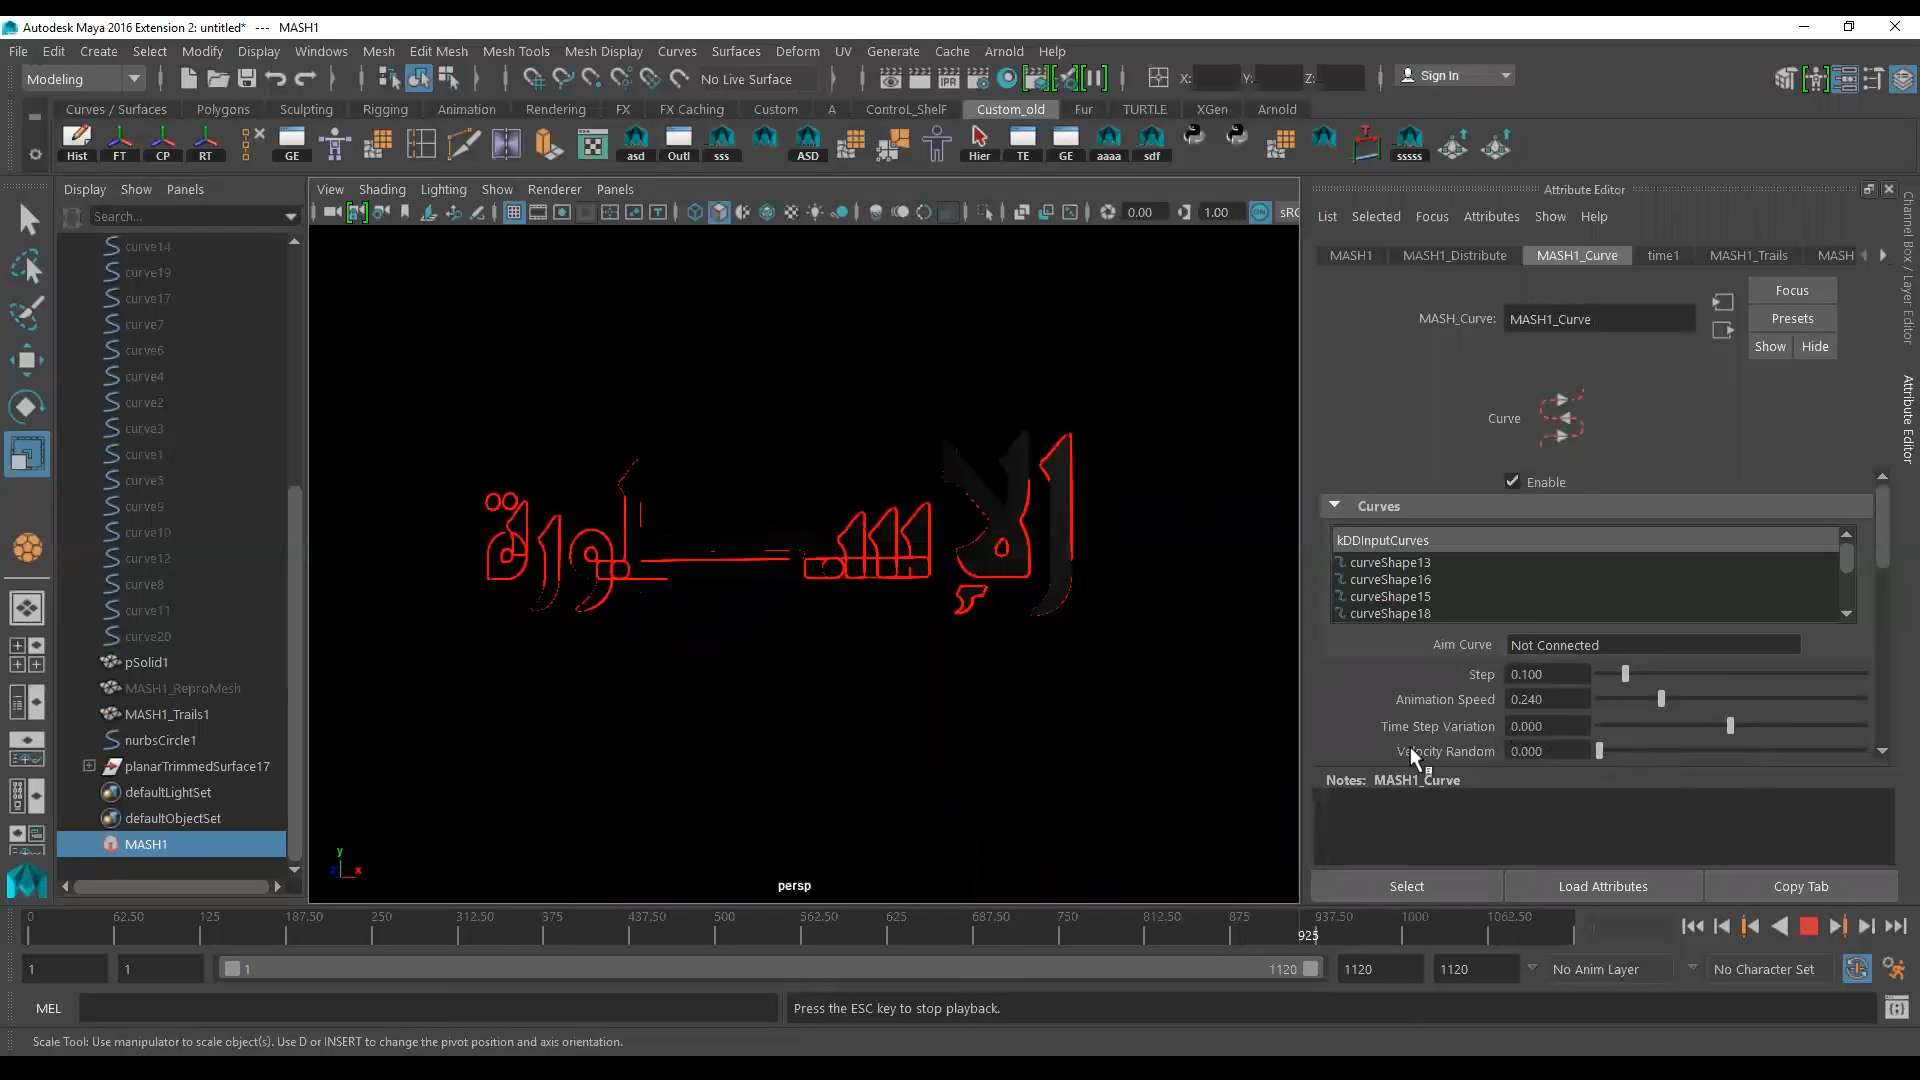 Autodesk Maya 2016 Extension 2: untitled* --- MASH1
File Edit Create Select Modify Display Windows Mesh Edit Mesh Mesh Tools Mesh Display Curves Surfaces Deform UV Generate Cache Arnold Help
Modeling No Live Surface IPR X: Y: Z: Sign In
Curves / Surfaces Polygons Sculpting Rigging Animation Rendering FX FX Caching Custom A ControL_ShelF Custom_old Fur TURTLE XGen Arnold
Hist FT CP RT GE asd Outl sss ASD Hier TE GE aaaa sdf sssss
Display Show Panels
Search...
curve14
curve19
curve17
curve7
curve6
curve4
curve2
curve3
curve1
curve5
curve9
curve10
curve12
curve8
curve11
curve20
pSolid1
MASH1_ReproMesh
MASH1_Trails1
nurbsCircle1
planarTrimmedSurface17
defaultLightSet
defaultObjectSet
MASH1
View Shading Lighting Show Renderer Panels
0.00 1.00 sRG
y
z x
persp
Attribute Editor
List Selected Focus Attributes Show Help
MASH1 MASH1_Distribute MASH1_Curve time1 MASH1_Trails MASH
Focus
MASH_Curve: MASH1_Curve
Presets
Show Hide
Curve
Enable
Curves
kDDInputCurves
curveShape13
curveShape16
curveShape15
curveShape18
Aim Curve Not Connected
Step 0.100
Animation Speed 0.240
Time Step Variation 0.000
Velocity Random 0.000
Notes: MASH1_Curve
Select Load Attributes Copy Tab
Channel Box / Layer Editor
Attribute Editor
0 62.50 125 187.50 250 312.50 375 437.50 500 562.50 625 687.50 750 812.50 875 937.50 1000 1062.50
925
1 1 1 1120 1120 1120 No Anim Layer No Character Set
MEL Press the ESC key to stop playback.
Scale Tool: Use manipulator to scale object(s). Use D or INSERT to change the pivot position and axis orientation.